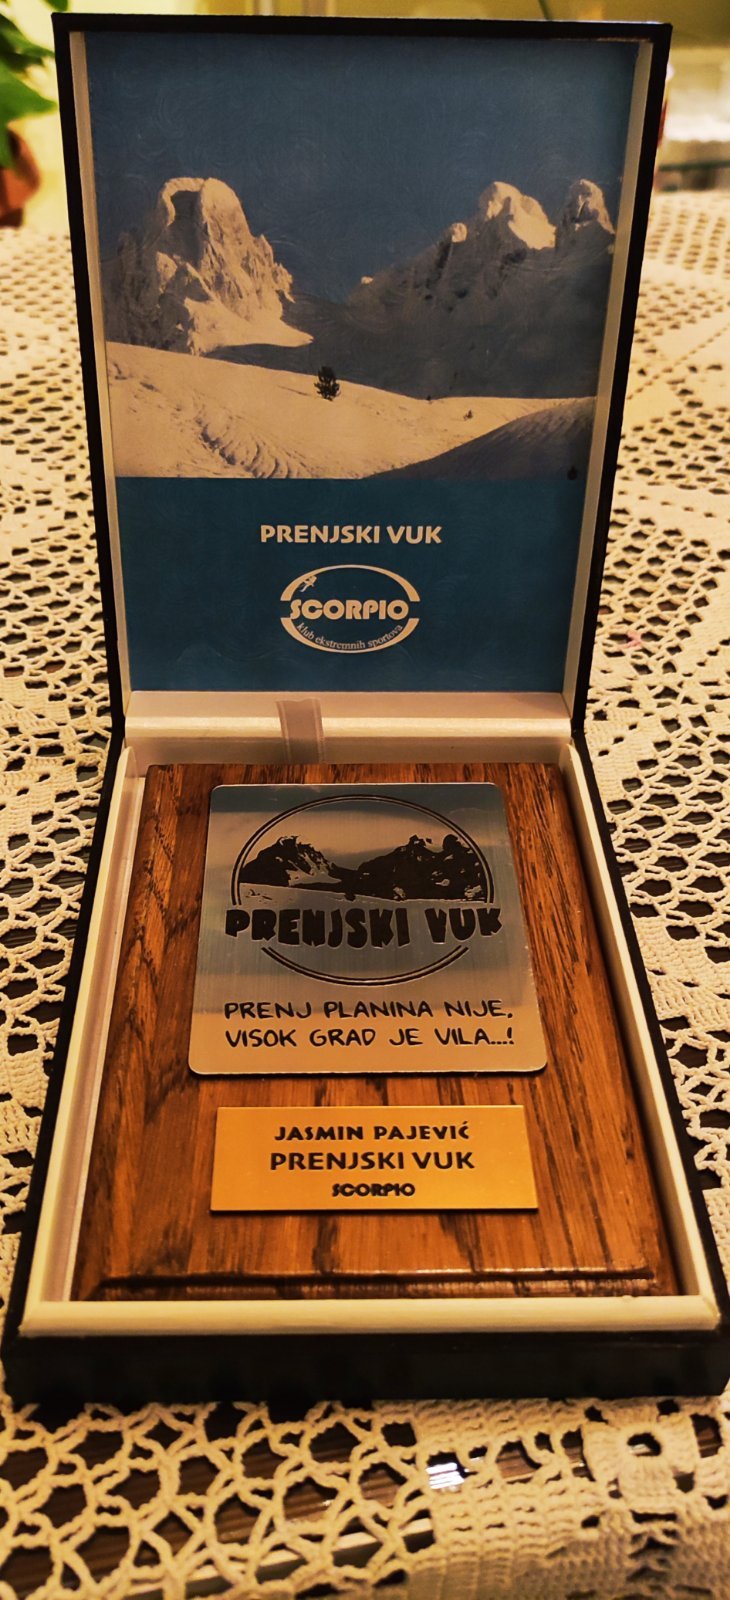 PRENJSKI VUK
SCORPIO
klub ekstremnih sportova
PRENJSKI VUK
PRENJ PLANINA NIJE,
VISOK GRAD JE VILA...!
JASMIN PAJEVIĆ
PRENJSKI VUK
SCORPIO